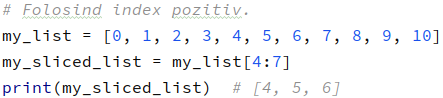 # Folosind index pozitiv.
my_list = [0, 1, 2, 3, 4, 5, 6, 7, 8, 9, 10]
my_sliced_list = my_list[4:7]
print(my_sliced_list)  # [4, 5, 6]